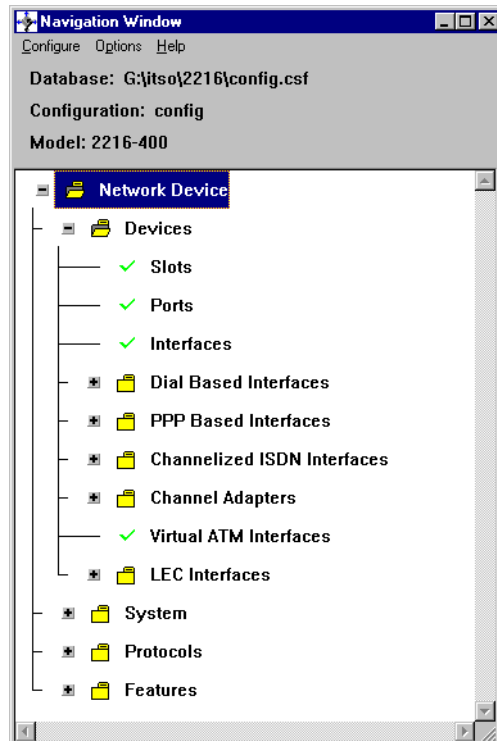 Navigation Window
Configure Options Help
Database: G:\itso\2216\config.csf
Configuration: config
Model: 2216-400
Network Device
Devices
Slots
Ports
Interfaces
Dial Based Interfaces
PPP Based Interfaces
Channelized ISDN Interfaces
Channel Adapters
Virtual ATM Interfaces
LEC Interfaces
System
Protocols
Features